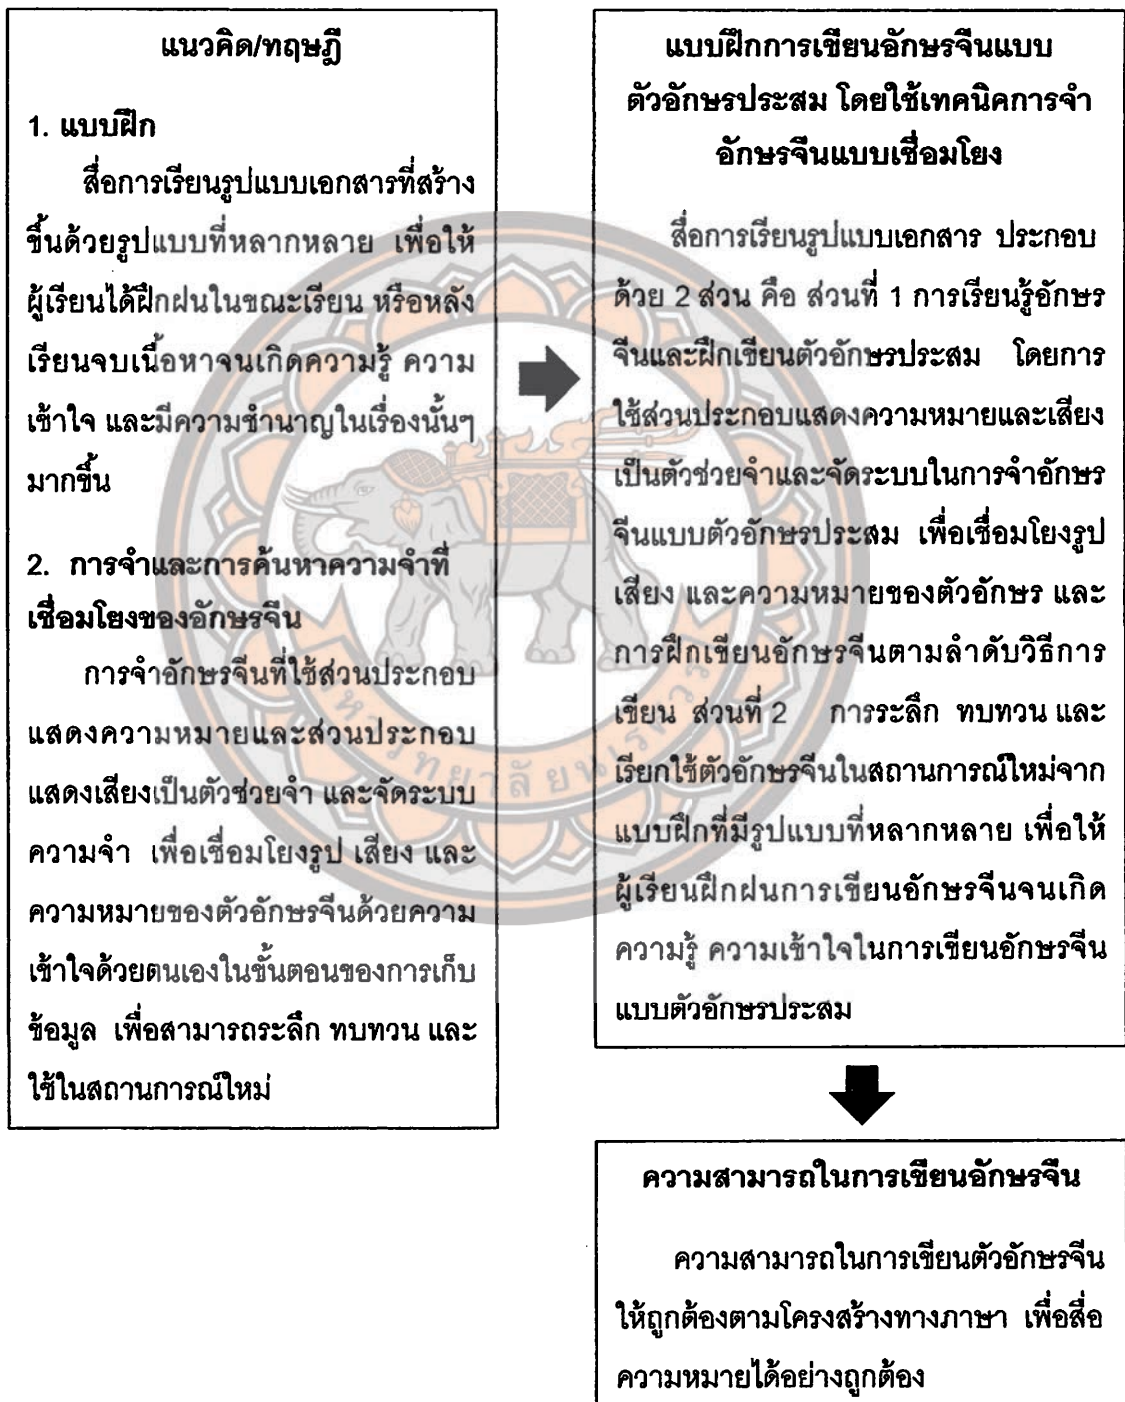 แนวคิด/ทฤษฎี
1. แบบฝึก
สื่อการเรียนรูปแบบเอกสารที่สร้าง
ขึ้นด้วยรูปแบบที่หลากหลาย เพื่อให้
ผู้เรียนได้ฝึกฝนในขณะเรียน หรือหลัง
เรียนจบเนื้อหาจนเกิดความรู้ ความ
เข้าใจ และมีความชำนาญในเรื่องนั้นๆ
มากขึ้น
2. การจำและการค้นหาความจำที่
เชื่อมโยงของอักษรจีน
การจำอักษรจีนที่ใช้ส่วนประกอบ
แสดงความหมายและส่วนประกอบ
แสดงเสียงเป็นตัวช่วยจำ และจัดระบบ
ความจำ เพื่อเชื่อมโยงรูป เสียง และ
ความหมายของตัวอักษรจีนด้วยความ
เข้าใจด้วยตนเองในขั้นตอนของการเก็บ
ข้อมูล เพื่อสามารถระลึก ทบทวน และ
ใช้ในสถานการณ์ใหม่
แบบฝึกการเขียนอักษรจีนแบบ
ตัวอักษรประสม โดยใช้เทคนิคการจำ
อักษรจีนแบบเชื่อมโยง
สื่อการเรียนรูปแบบเอกสาร ประกอบ
ด้วย 2 ส่วน คือ ส่วนที่ 1 การเรียนรู้อักษร
จีนและฝึกเขียนตัวอักษรประสม โดยการ
ใช้ส่วนประกอบแสดงความหมายและเสียง
เป็นตัวช่วยจำและจัดระบบในการจำอักษร
จีนแบบตัวอักษรประสม เพื่อเชื่อมโยงรูป
เสียง และความหมายของตัวอักษร และ
การฝึกเขียนอักษรจีนตามลำดับวิธีการ
เขียน ส่วนที่ 2 การระลึก ทบทวน และ
เรียกใช้ตัวอักษรจีนในสถานการณ์ใหม่จาก
แบบฝึกที่มีรูปแบบที่หลากหลาย เพื่อให้
ผู้เรียนฝึกฝนการเขียนอักษรจีนจนเกิด
ความรู้ ความเข้าใจในการเขียนอักษรจีน
แบบตัวอักษรประสม
ความสามารถในการเขียนอักษรจีน
ความสามารถในการเขียนตัวอักษรจีน
ให้ถูกต้องตามโครงสร้างทางภาษา เพื่อสื่อ
ความหมายได้อย่างถูกต้อง